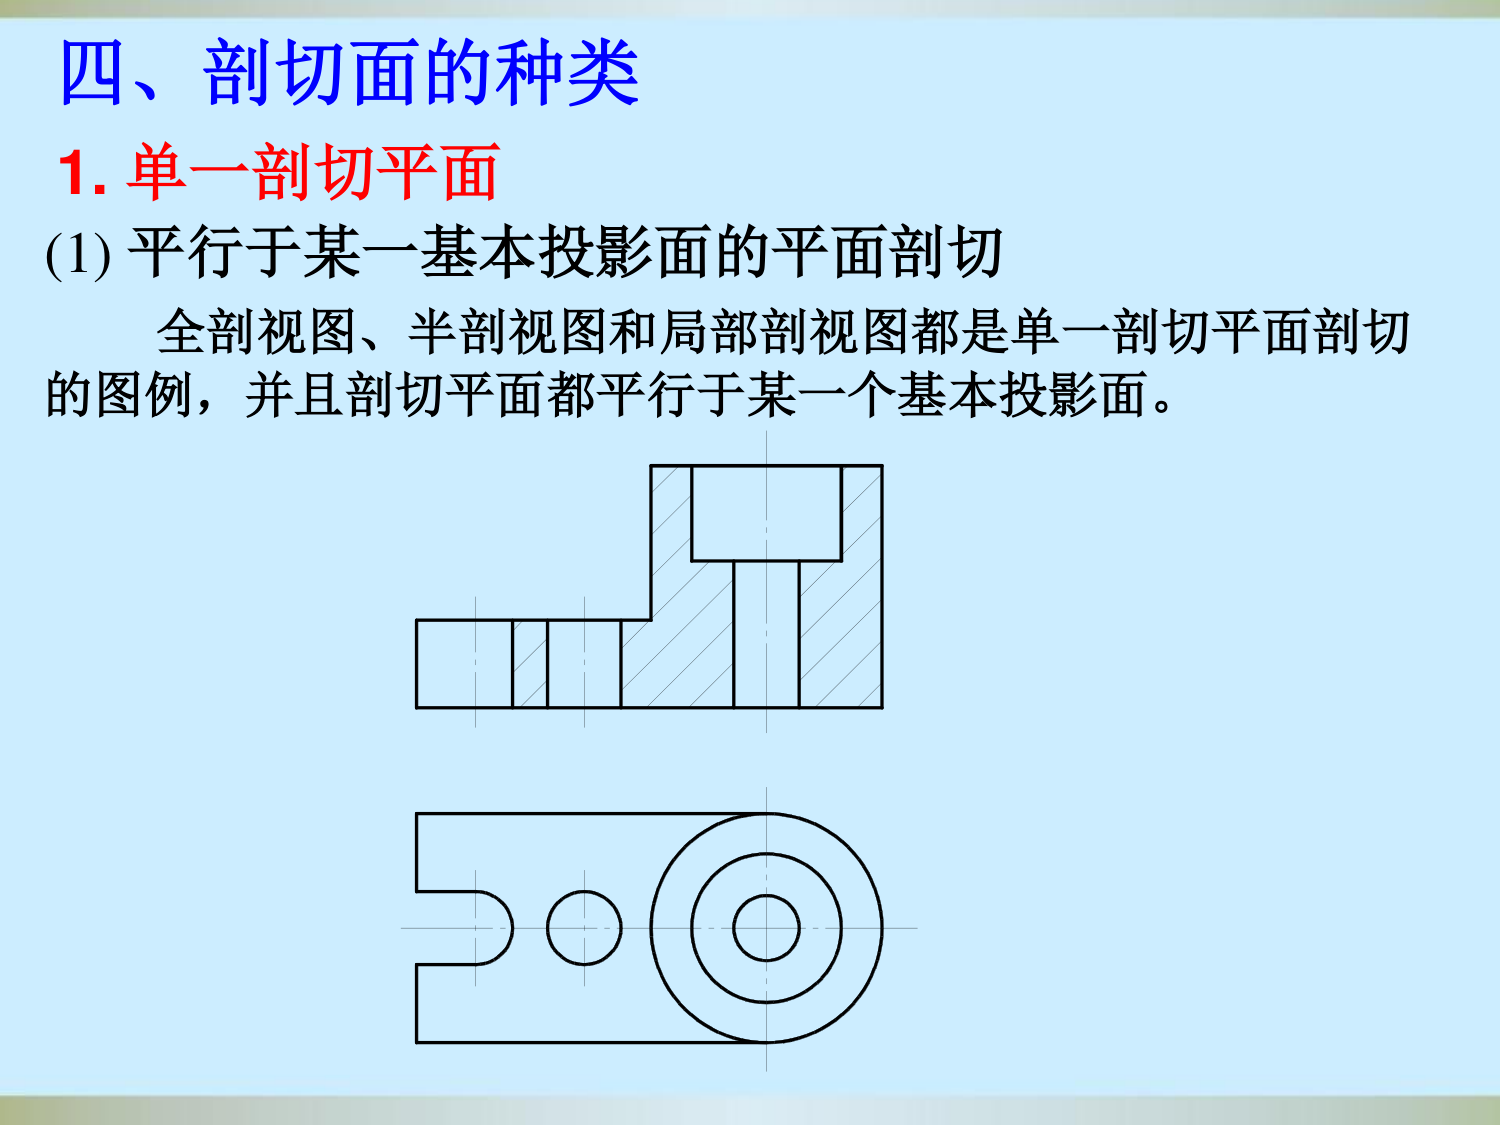 四、剖切面的种类
1. 单一剖切平面
(1) 平行于某一基本投影面的平面剖切
全剖视图、半剖视图和局部剖视图都是单一剖切平面剖切
的图例，并且剖切平面都平行于某一个基本投影面。